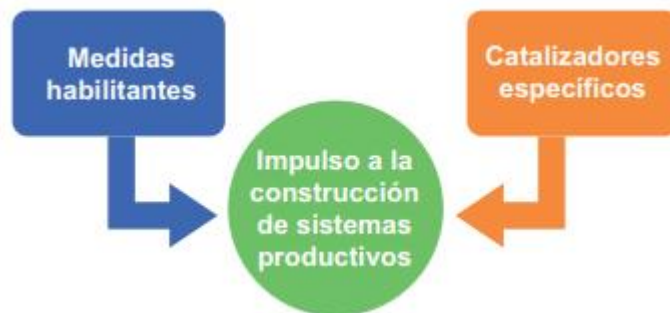 Medidas
habilitantes
Catalizadores
específicos
Impulso a la
construcción
de sistemas
productivos